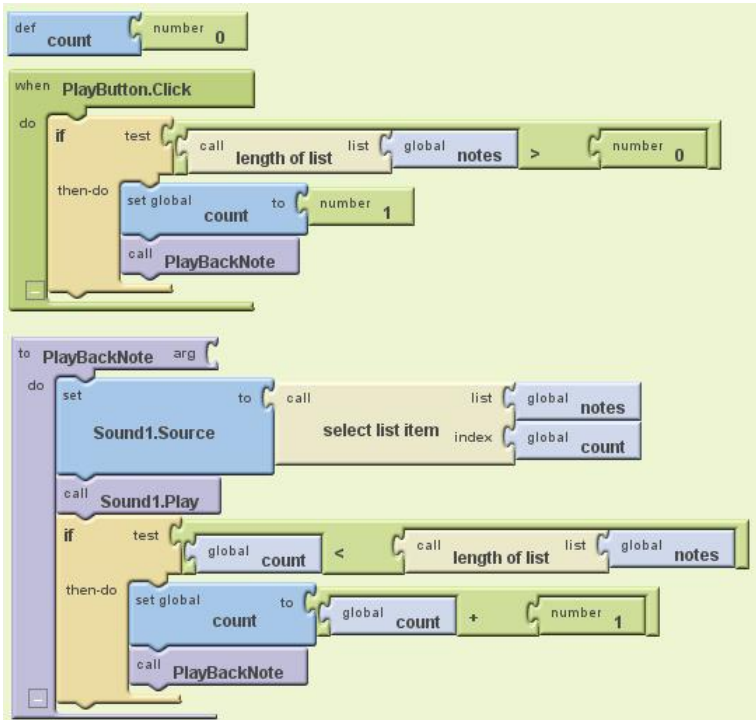 def count number 0
when PlayButton.Click
do if test call length of list list global notes > number 0
then-do set global count to number 1
call PlayBackNote
to PlayBackNote arg
do set Sound1.Source to call select list item list global notes
index global count
call Sound1.Play
if test global count < call length of list list global notes
then-do set global count to global count + number 1
call PlayBackNote